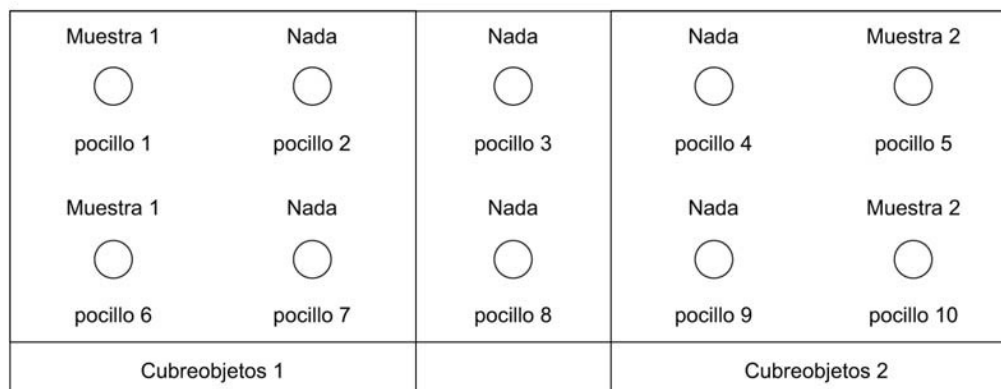 Muestra 1 Nada Nada Nada Muestra 2
pocillo 1 pocillo 2 pocillo 3 pocillo 4 pocillo 5
Muestra 1 Nada Nada Nada Muestra 2
pocillo 6 pocillo 7 pocillo 8 pocillo 9 pocillo 10
Cubreobjetos 1 Cubreobjetos 2